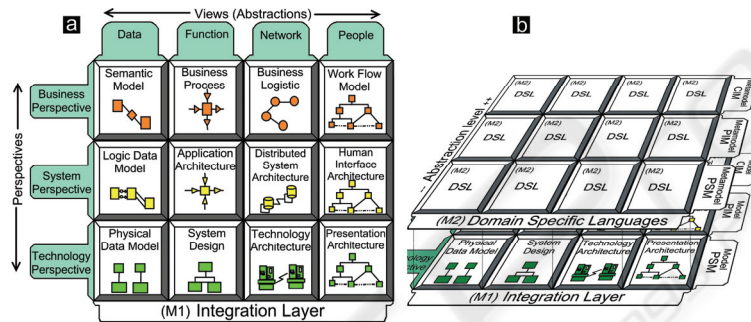 Views (Abstractions)
a
Data
Function
Network
People
Perspectives
Business
Perspective
Semantic
Model
Business
Process
Business
Logistic
Work Flow
Model
System
Perspective
Logic Data
Model
Application
Architecture
Distributed
System
Architecture
Human
Interface
Architecture
Technology
Perspective
Physical
Data Model
System
Design
Technology
Architecture
Presentation
Architecture
(M1) Integration Layer
b
-- Abstraction level ++
(M2)
DSL
(M2)
DSL
(M2)
DSL
(M2)
DSL
Metamodel
CIM
(M2)
DSL
(M2)
DSL
(M2)
DSL
(M2)
DSL
Metamodel
PIM
(M2)
DSL
(M2)
DSL
(M2)
DSL
(M2)
DSL
Metamodel
PSM
Model
PIM
(M2) Domain Specific Languages
Physical
Data Model
System
Design
Technology
Architecture
Presentation
Architecture
Model
PSM
(M1) Integration Layer